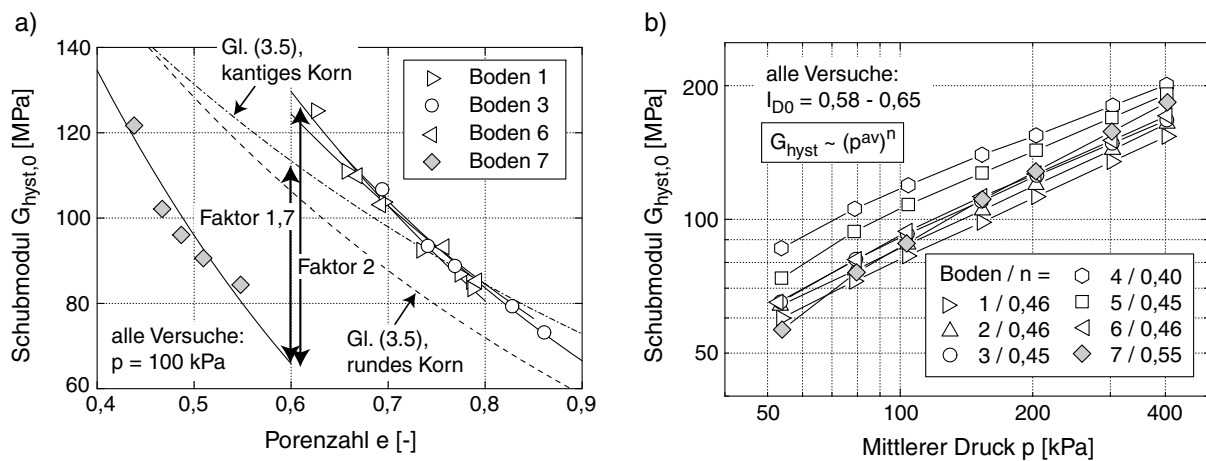 a)
140
120
100
80
60
Schubmodul G_hyst,0 [MPa]
Gl. (3.5),
kantiges Korn
Boden 1
Boden 3
Boden 6
Boden 7
Faktor 1,7
Faktor 2
alle Versuche:
p = 100 kPa
Gl. (3.5),
rundes Korn
0,4 0,5 0,6 0,7 0,8 0,9
Porenzahl e [-]
b)
200
100
50
Schubmodul G_hyst,0 [MPa]
alle Versuche:
I_D0 = 0,58 - 0,65
G_hyst ~ (p^av)^n
Boden / n =
1 / 0,46
2 / 0,46
3 / 0,45
4 / 0,40
5 / 0,45
6 / 0,46
7 / 0,55
50 100 200 400
Mittlerer Druck p [kPa]